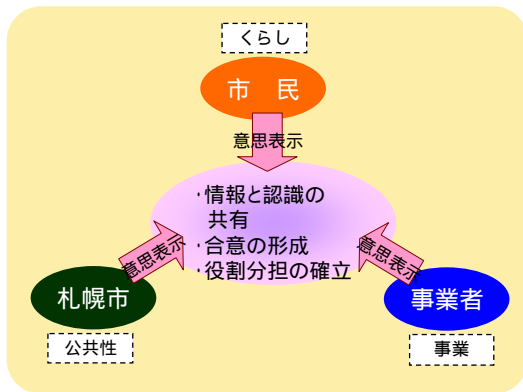 くらし
市　民
意思表示
・情報と認識の
共有
・合意の形成
・役割分担の確立
意思表示
意思表示
札幌市
事業者
公共性
事業